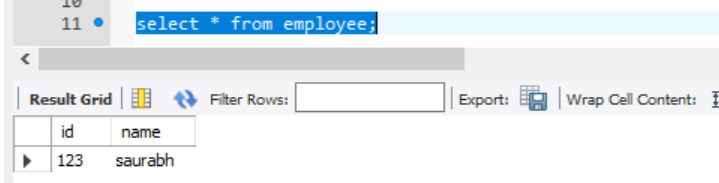 10
11 select * from employee;
Result Grid Filter Rows: Export: Wrap Cell Content:
id name
123 saurabh